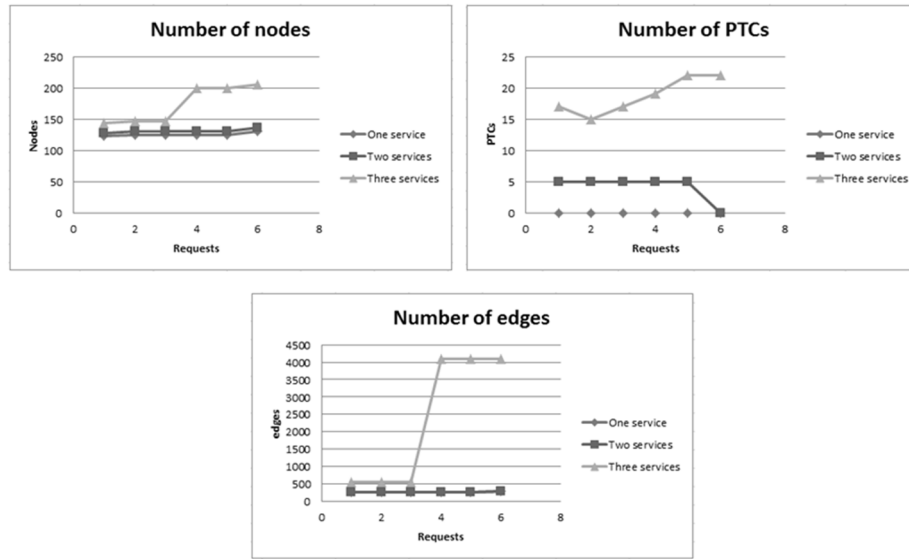 Number of nodes
250
200
150
100
50
0
Nodes
0 2 4 6 8
Requests
One service
Two services
Three services
Number of PTCs
25
20
15
10
5
0
PTCs
0 2 4 6 8
Requests
One service
Two services
Three services
Number of edges
4500
4000
3500
3000
2500
2000
1500
1000
500
0
edges
0 2 4 6 8
Requests
One service
Two services
Three services